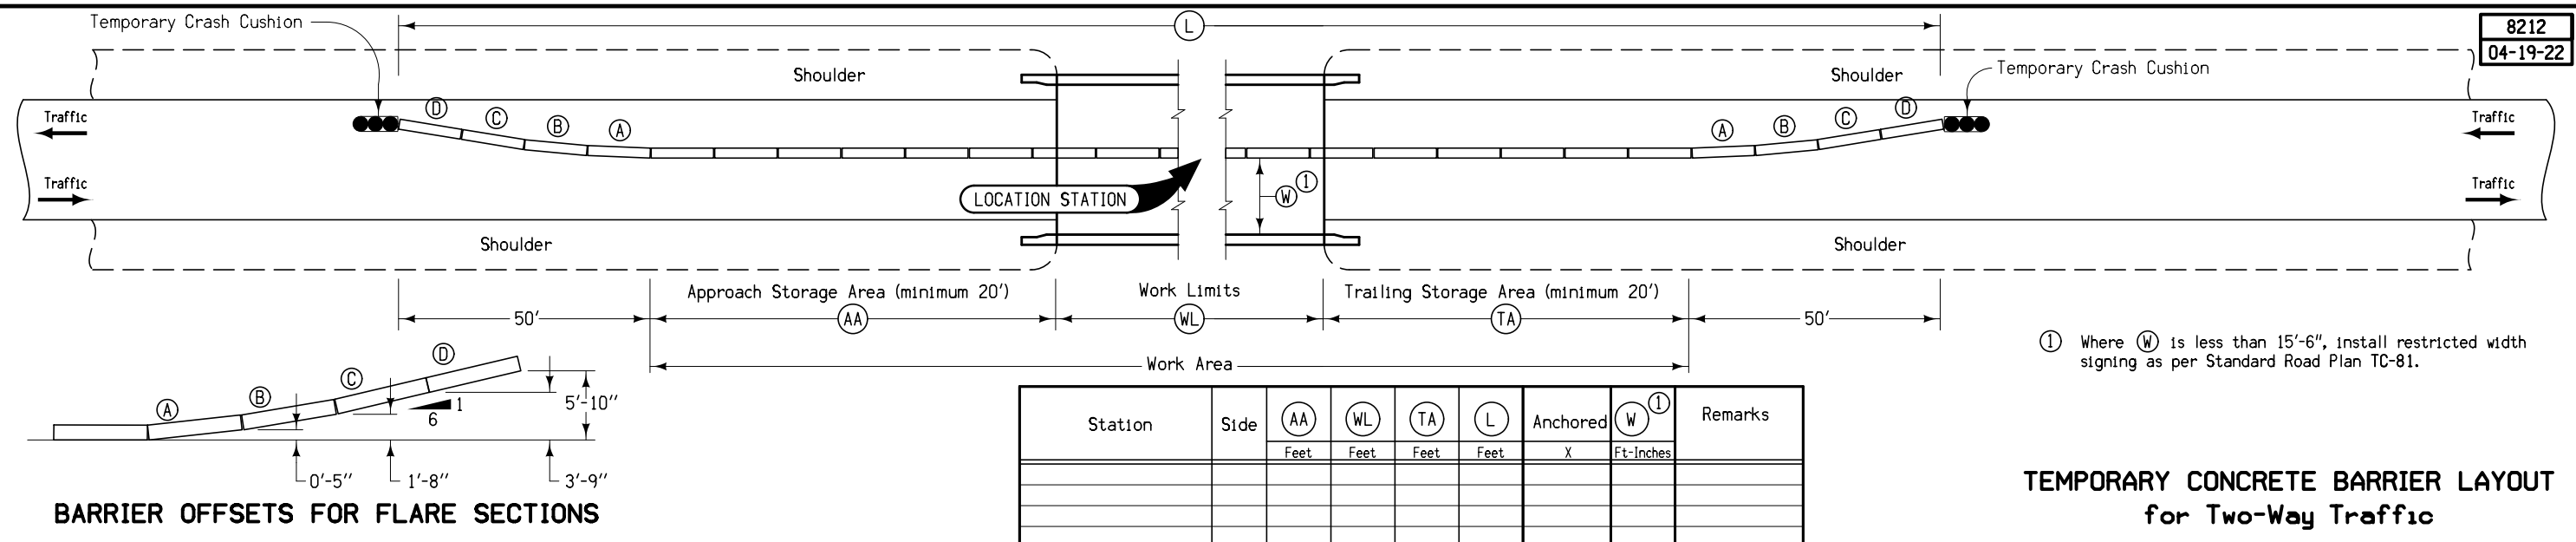 Temporary Crash Cushion
L
8212
04-19-22
Shoulder
Shoulder
Temporary Crash Cushion
D
C
B
A
A
B
C
D
Traffic
Traffic
Traffic
Traffic
LOCATION STATION
W 1
Shoulder
Shoulder
Approach Storage Area (minimum 20')
Work Limits
Trailing Storage Area (minimum 20')
50'
AA
WL
TA
50'
Work Area
1 Where W is less than 15'-6", install restricted width
signing as per Standard Road Plan TC-81.
A
B
C
D
1
6
5'-10"
0'-5"
1'-8"
3'-9"
BARRIER OFFSETS FOR FLARE SECTIONS
Station Side AA WL TA L Anchored W 1 Remarks
Feet Feet Feet Feet X Ft-Inches
TEMPORARY CONCRETE BARRIER LAYOUT
for Two-Way Traffic